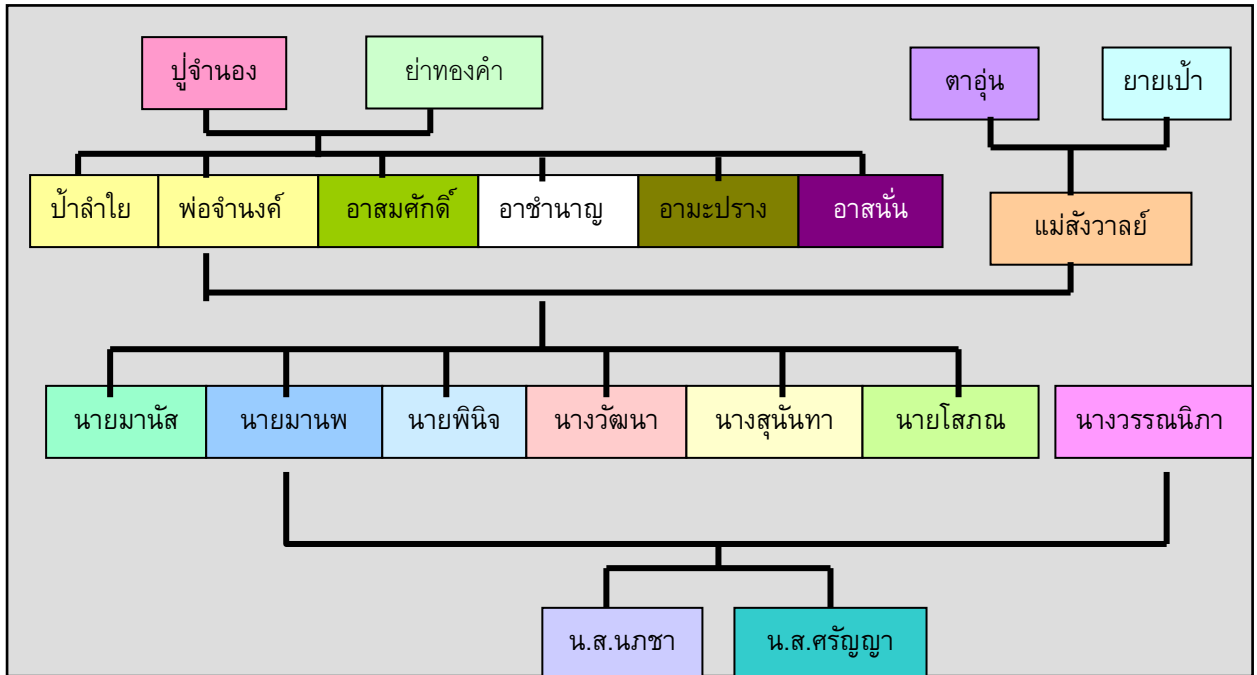 ปู่จำนอง
ย่าทองคำ
ตาอุ่น
ยายเป้า
ป้าลำใย
พ่อจำนงค์
อาสมศักดิ์
อาชำนาญ
อามะปราง
อาสนั่น
แม่สังวาลย์
นายมานัส
นายมานพ
นายพินิจ
นางวัฒนา
นางสุนันทา
นายโสภณ
นางวรรณนิภา
น.ส.นภชา
น.ส.ศรัญญา